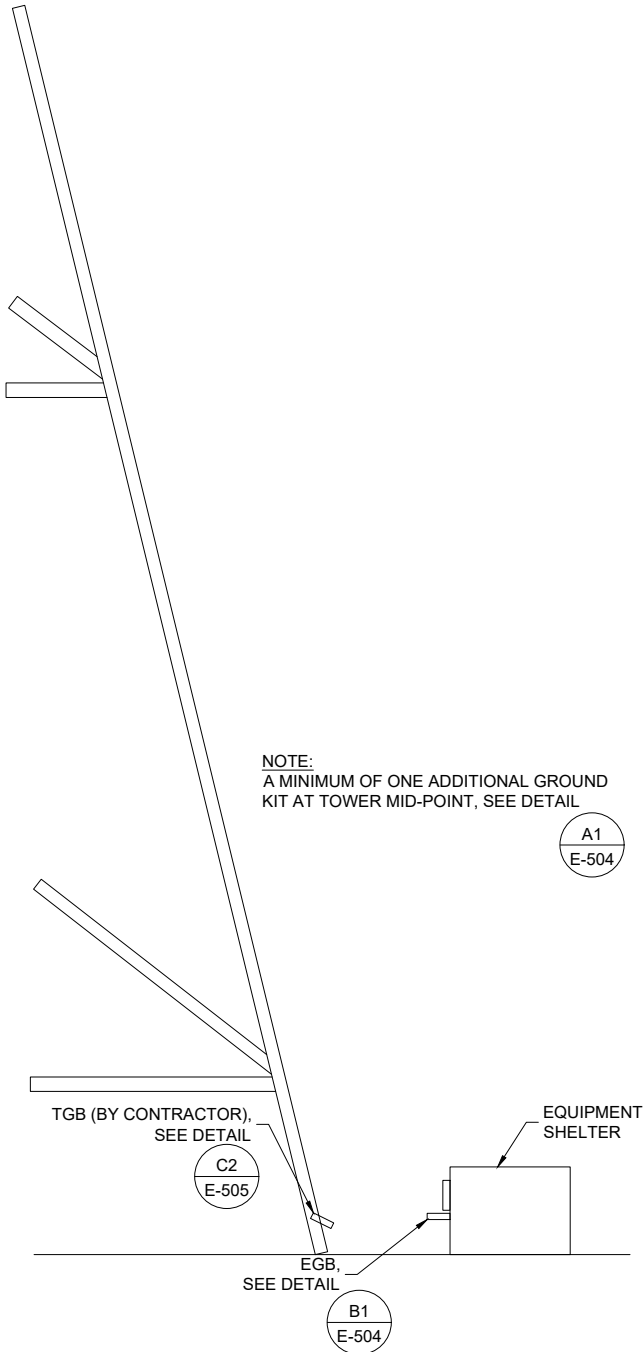 NOTE:
A MINIMUM OF ONE ADDITIONAL GROUND
KIT AT TOWER MID-POINT, SEE DETAIL
A1
E-504
TGB (BY CONTRACTOR),
SEE DETAIL
C2
E-505
EQUIPMENT
SHELTER
EGB,
SEE DETAIL
B1
E-504